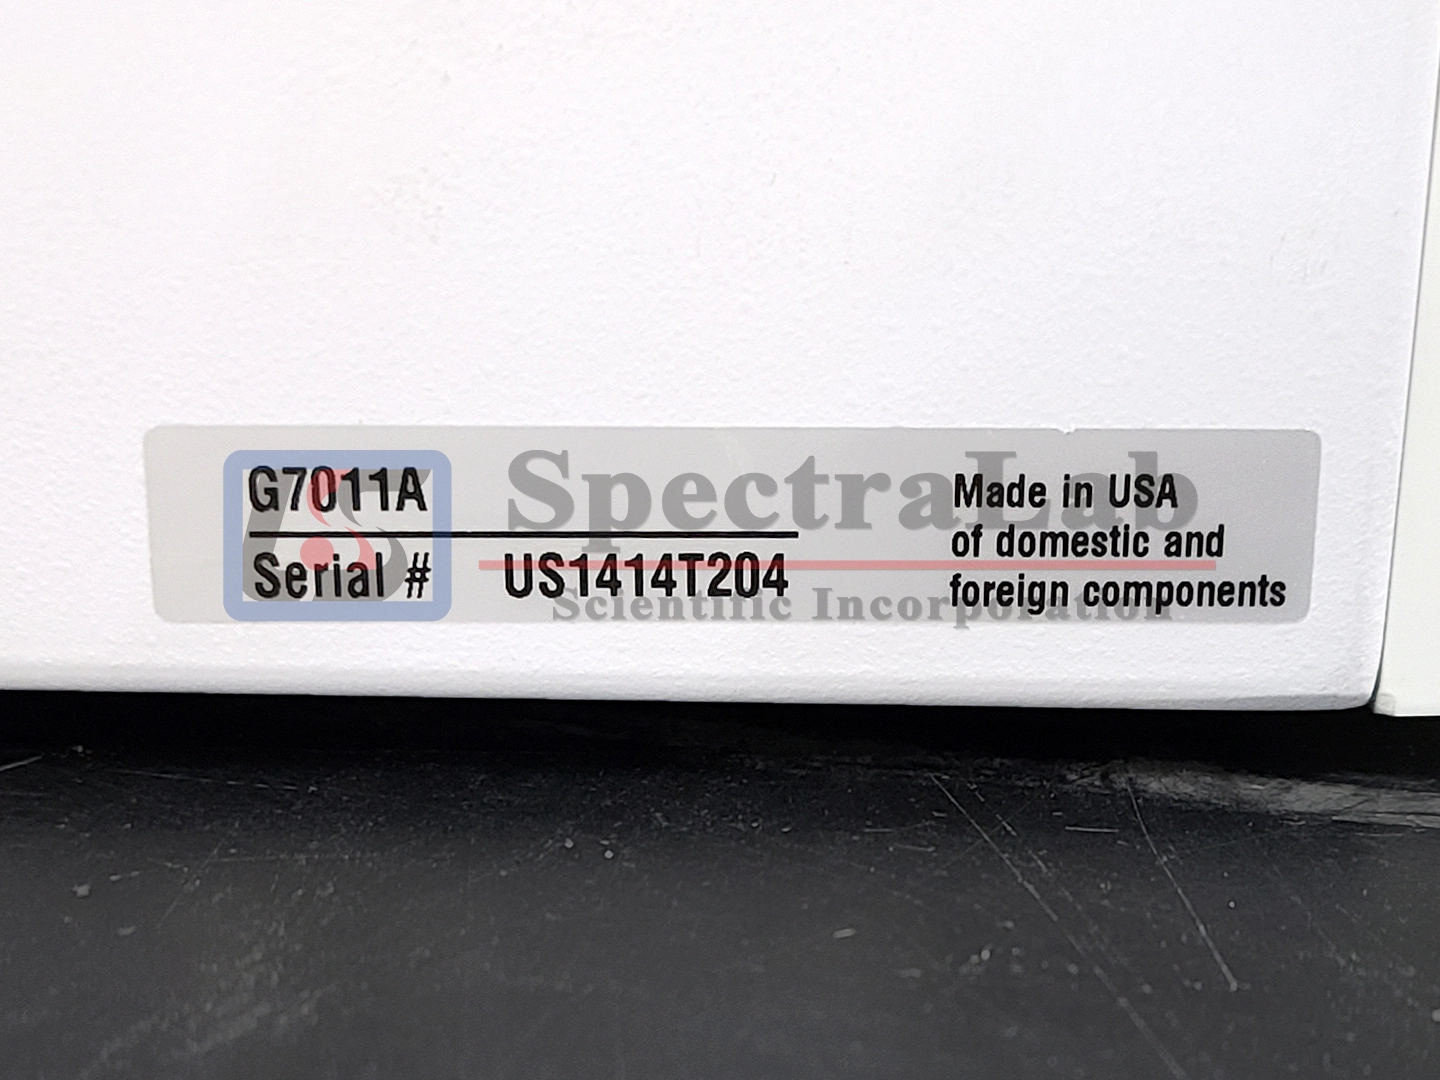 G7011A
Serial # US1414T204
Made in USA
of domestic and
foreign components
SpectraLab
Scientific Incorporation